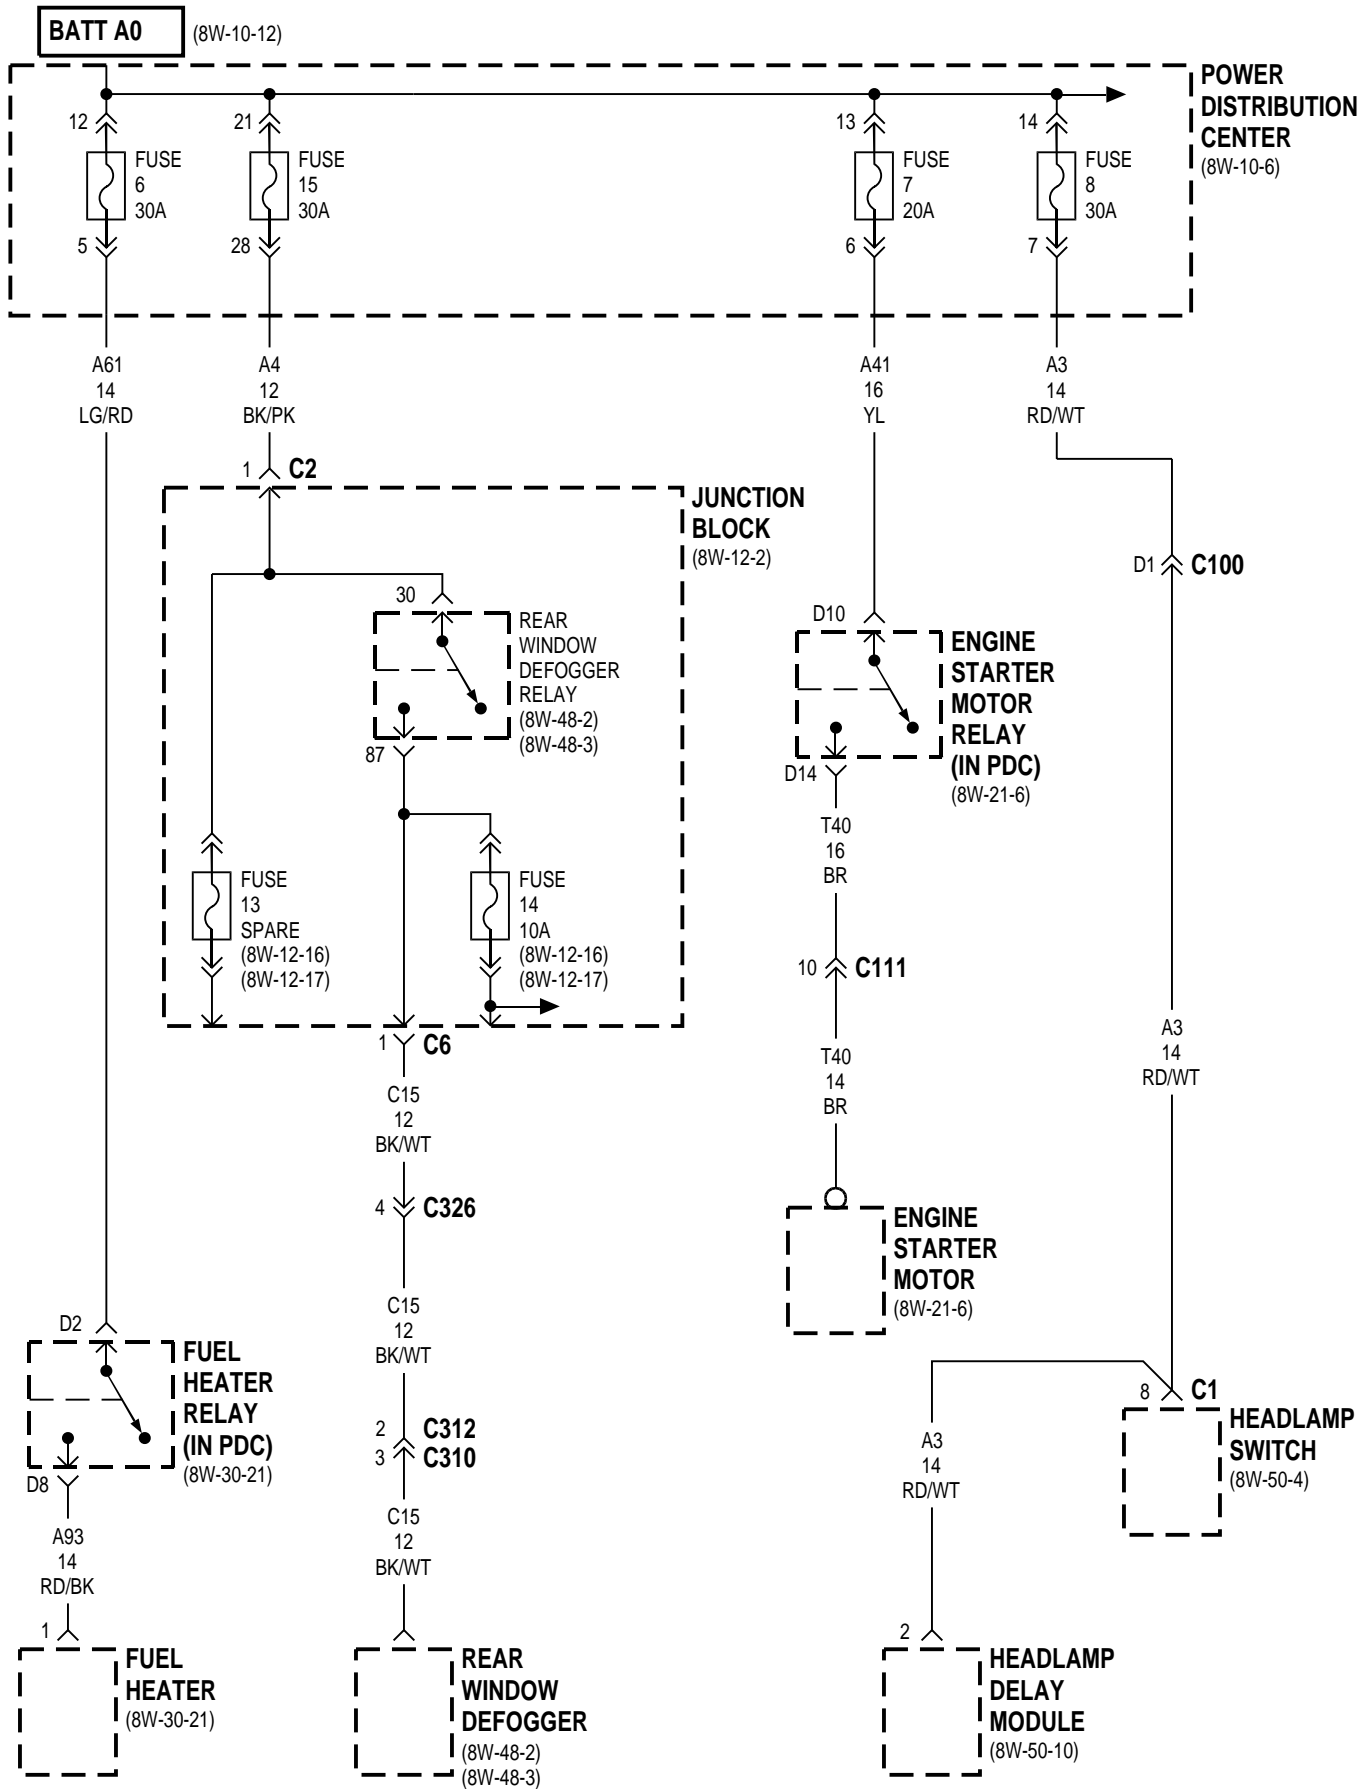 BATT A0
(8W-10-12)
POWER
DISTRIBUTION
CENTER
(8W-10-6)
12
FUSE
6
30A
5
21
FUSE
15
30A
28
13
FUSE
7
20A
6
14
FUSE
8
30A
7
A61
14
LG/RD
A4
12
BK/PK
A41
16
YL
A3
14
RD/WT
1
C2
JUNCTION
BLOCK
(8W-12-2)
D1
C100
30
REAR
WINDOW
DEFOGGER
RELAY
(8W-48-2)
(8W-48-3)
87
D10
ENGINE
STARTER
MOTOR
RELAY
(IN PDC)
(8W-21-6)
D14
T40
16
BR
FUSE
13
SPARE
(8W-12-16)
(8W-12-17)
FUSE
14
10A
(8W-12-16)
(8W-12-17)
10
C111
1
C6
A3
14
RD/WT
T40
14
BR
C15
12
BK/WT
4
C326
ENGINE
STARTER
MOTOR
(8W-21-6)
C15
12
BK/WT
D2
FUEL
HEATER
RELAY
(IN PDC)
(8W-30-21)
D8
2
C312
3
C310
8
C1
HEADLAMP
SWITCH
(8W-50-4)
A3
14
RD/WT
A93
14
RD/BK
C15
12
BK/WT
1
FUEL
HEATER
(8W-30-21)
REAR
WINDOW
DEFOGGER
(8W-48-2)
(8W-48-3)
2
HEADLAMP
DELAY
MODULE
(8W-50-10)